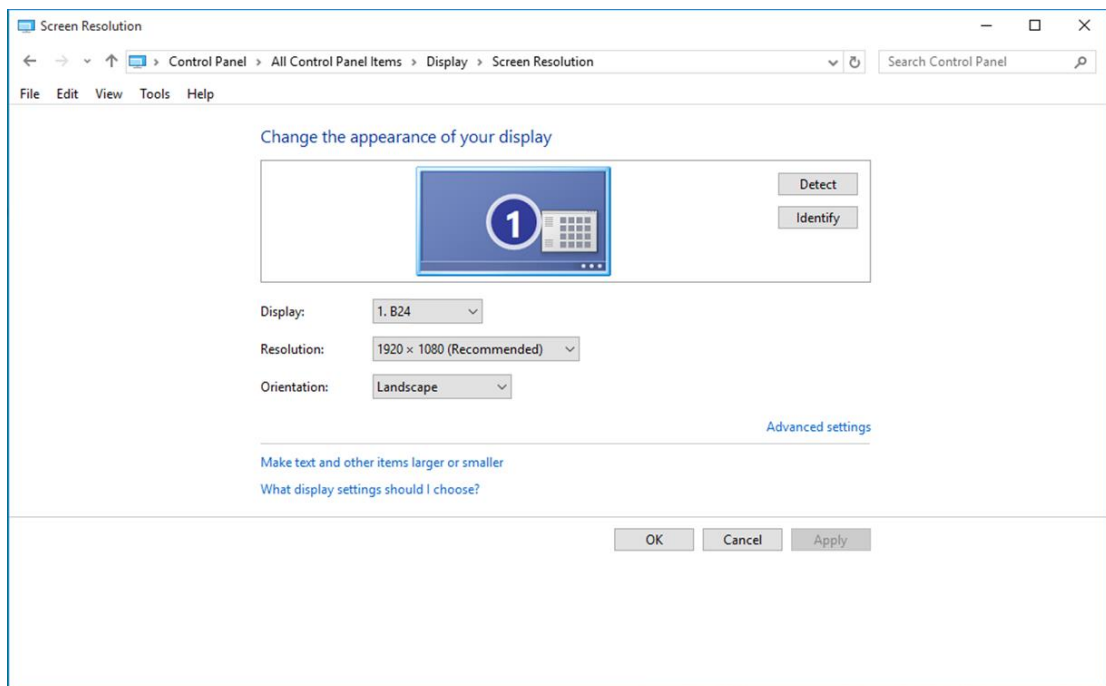 Screen Resolution
Control Panel > All Control Panel Items > Display > Screen Resolution
Search Control Panel
File Edit View Tools Help
Change the appearance of your display
1
Detect
Identify
Display: 1. B24
Resolution: 1920 × 1080 (Recommended)
Orientation: Landscape
Advanced settings
Make text and other items larger or smaller
What display settings should I choose?
OK Cancel Apply